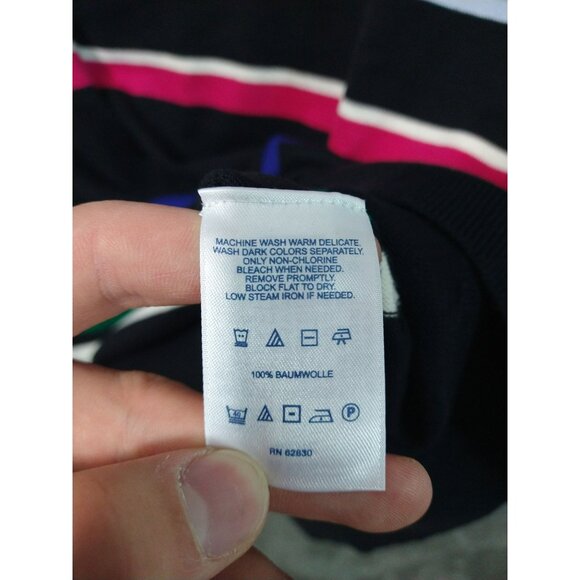 MACHINE WASH WARM DELICATE.
WASH DARK COLORS SEPARATELY.
ONLY NON-CHLORINE
BLEACH WHEN NEEDED.
REMOVE PROMPTLY.
BLOCK FLAT TO DRY.
LOW STEAM IRON IF NEEDED.
100% BAUMWOLLE
40 P
RN 62830